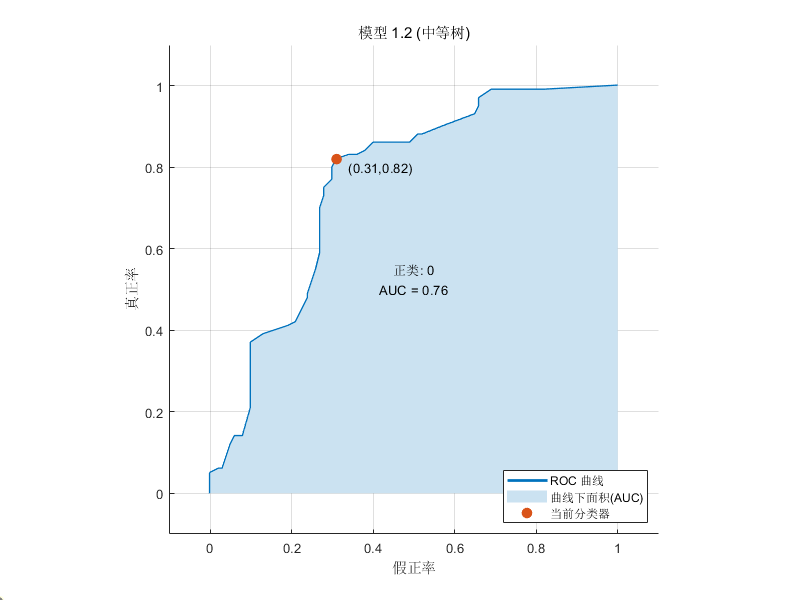 模型 1.2 (中等树)
1
0.8
0.6
0.4
0.2
0
真正率
(0.31,0.82)
正类: 0
AUC = 0.76
ROC 曲线
曲线下面积(AUC)
当前分类器
0
0.2
0.4
0.6
0.8
1
假正率